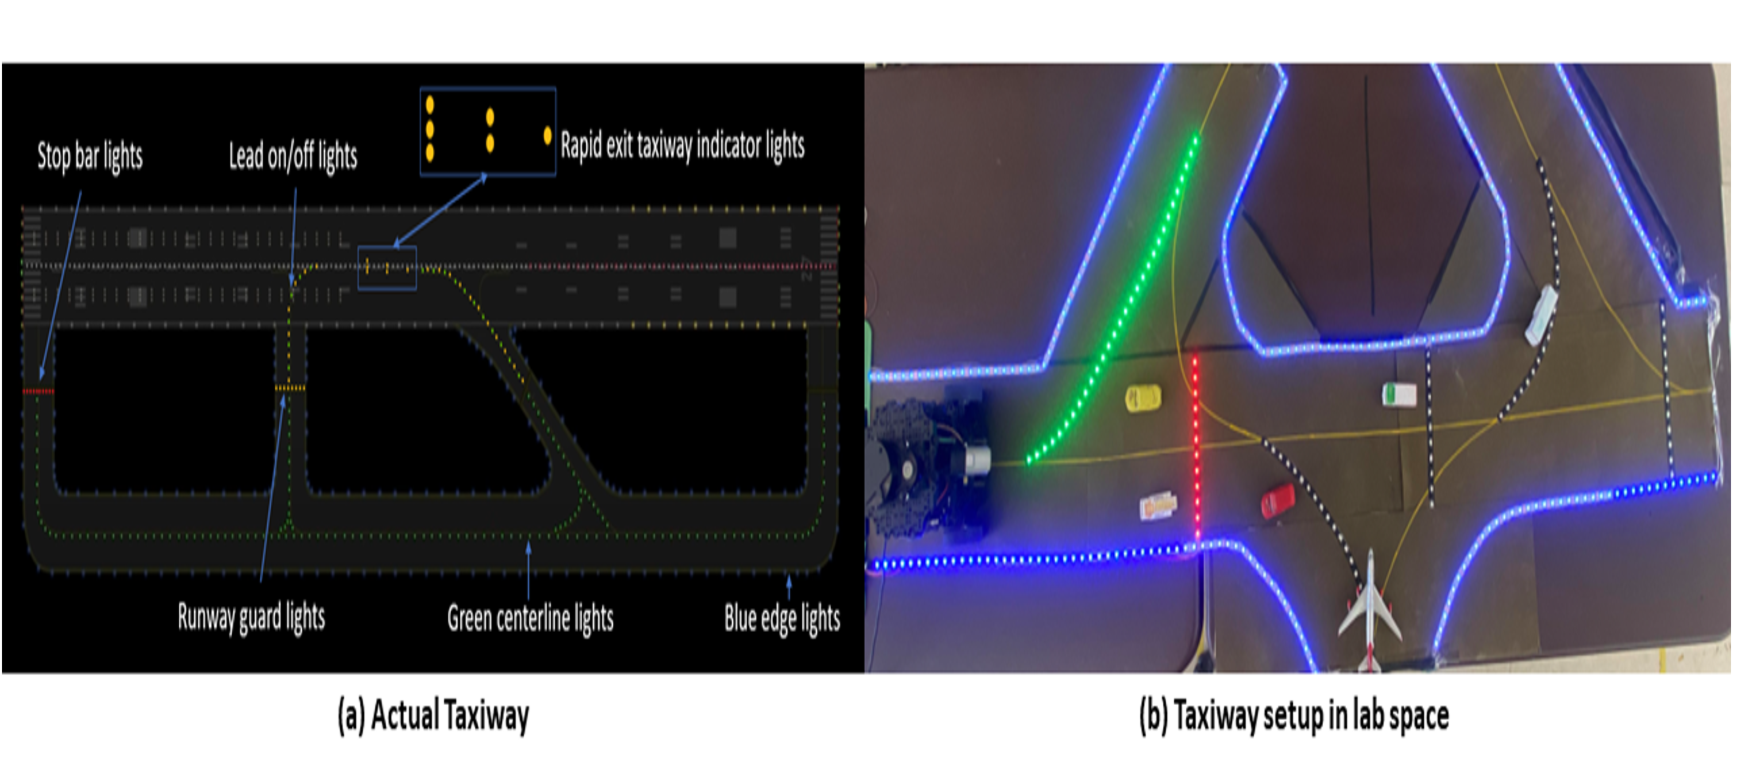 Stop bar lights
Lead on/off lights
Rapid exit taxiway indicator lights
27
Runway guard lights
Green centerline lights
Blue edge lights
(a) Actual Taxiway
(b) Taxiway setup in lab space